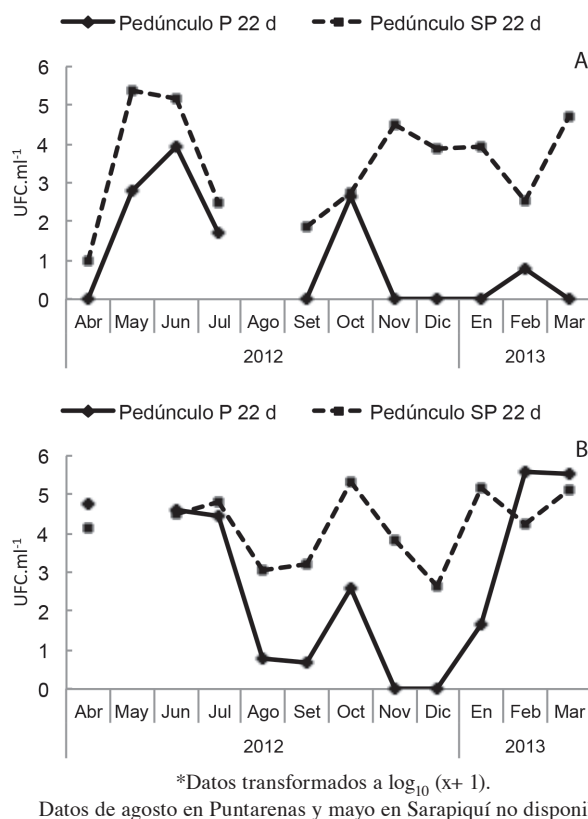 Pedúnculo P 22 d Pedúnculo SP 22 d
A
6
5
4
3
2
1
0
UFC.ml⁻¹
Abr May Jun Jul Ago Set Oct Nov Dic En Feb Mar
2012 2013
Pedúnculo P 22 d Pedúnculo SP 22 d
B
6
5
4
3
2
1
0
UFC.ml⁻¹
Abr May Jun Jul Ago Set Oct Nov Dic En Feb Mar
2012 2013
*Datos transformados a log₁₀ (x+ 1).
Datos de agosto en Puntarenas y mayo en Sarapiquí no disponi